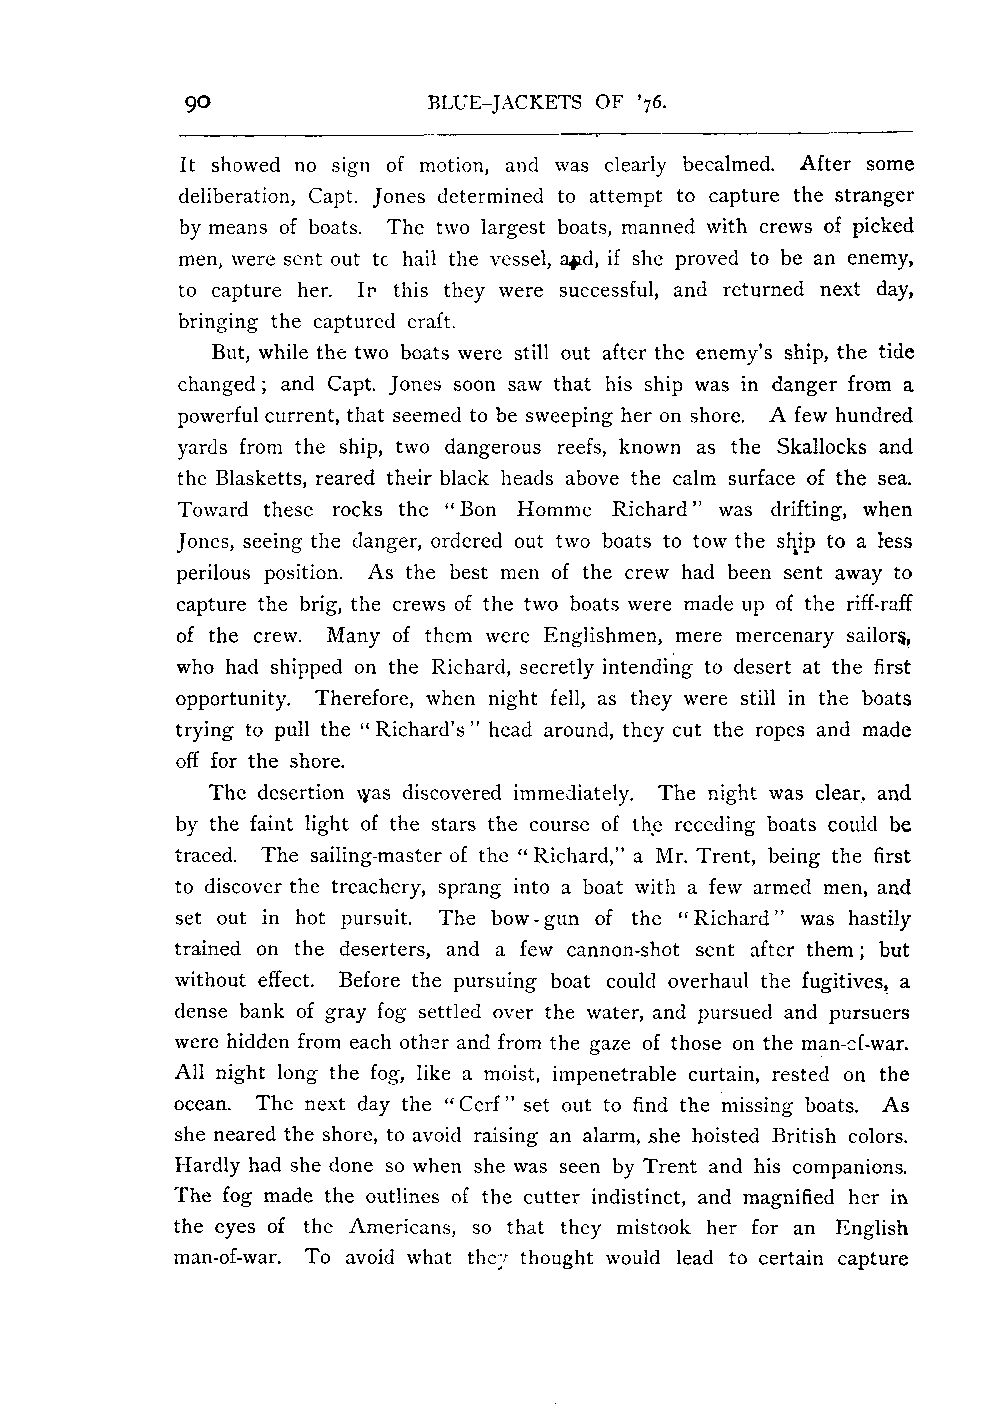 90 BLUE-JACKETS OF '76.
It showed no sign of motion, and was clearly becalmed. After some
deliberation, Capt. Jones determined to attempt to capture the stranger
by means of boats. The two largest boats, manned with crews of picked
men, were sent out to hail the vessel, and, if she proved to be an enemy,
to capture her. In this they were successful, and returned next day,
bringing the captured craft.
But, while the two boats were still out after the enemy's ship, the tide
changed; and Capt. Jones soon saw that his ship was in danger from a
powerful current, that seemed to be sweeping her on shore. A few hundred
yards from the ship, two dangerous reefs, known as the Skallocks and
the Blasketts, reared their black heads above the calm surface of the sea.
Toward these rocks the "Bon Homme Richard" was drifting, when
Jones, seeing the danger, ordered out two boats to tow the ship to a less
perilous position. As the best men of the crew had been sent away to
capture the brig, the crews of the two boats were made up of the riff-raff
of the crew. Many of them were Englishmen, mere mercenary sailors,
who had shipped on the Richard, secretly intending to desert at the first
opportunity. Therefore, when night fell, as they were still in the boats
trying to pull the "Richard's" head around, they cut the ropes and made
off for the shore.
The desertion was discovered immediately. The night was clear, and
by the faint light of the stars the course of the receding boats could be
traced. The sailing-master of the "Richard," a Mr. Trent, being the first
to discover the treachery, sprang into a boat with a few armed men, and
set out in hot pursuit. The bow-gun of the "Richard" was hastily
trained on the deserters, and a few cannon-shot sent after them; but
without effect. Before the pursuing boat could overhaul the fugitives, a
dense bank of gray fog settled over the water, and pursued and pursuers
were hidden from each other and from the gaze of those on the man-of-war.
All night long the fog, like a moist, impenetrable curtain, rested on the
ocean. The next day the "Cerf" set out to find the missing boats. As
she neared the shore, to avoid raising an alarm, she hoisted British colors.
Hardly had she done so when she was seen by Trent and his companions.
The fog made the outlines of the cutter indistinct, and magnified her in
the eyes of the Americans, so that they mistook her for an English
man-of-war. To avoid what they thought would lead to certain capture